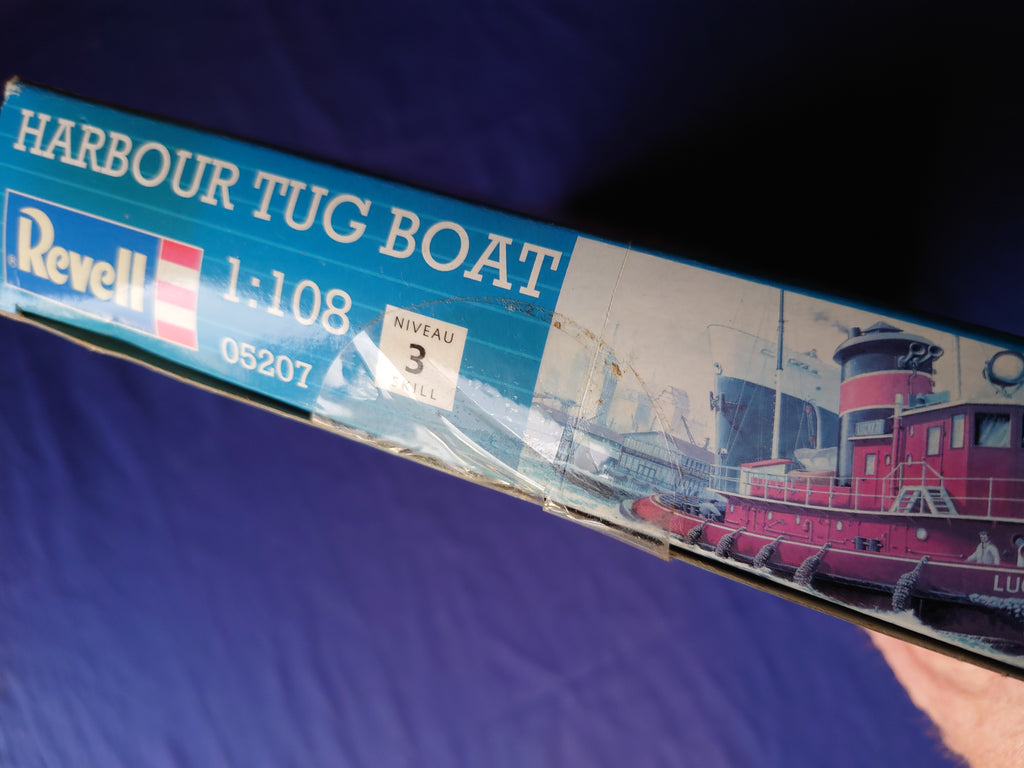 HARBOUR TUG BOAT
Revell
1:108
05207
NIVEAU
3
SKILL